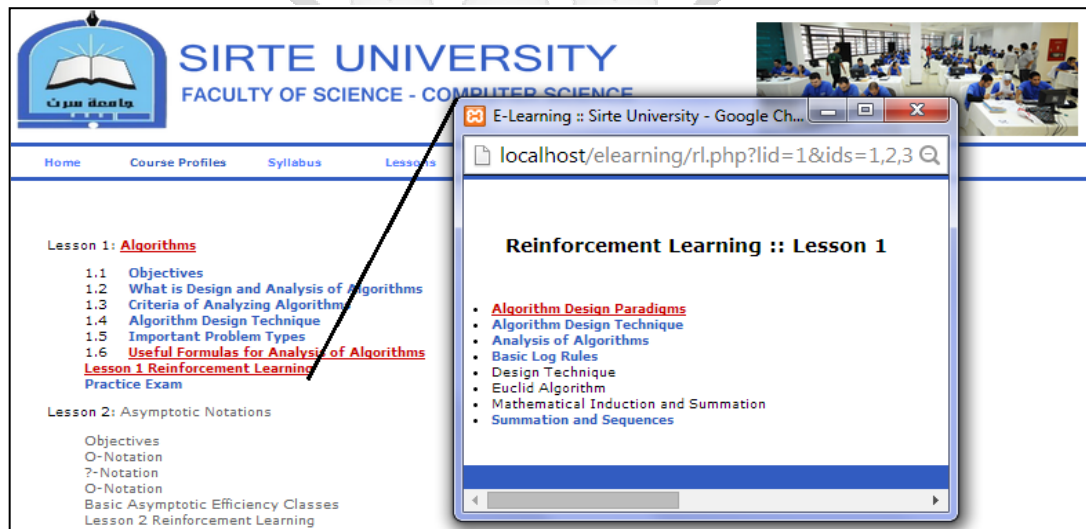 جامعة سرت
SIRTE UNIVERSITY
FACULTY OF SCIENCE - COMPUTER SCIENCE
Home Course Profiles Syllabus Lessons
Lesson 1: Algorithms
1.1 Objectives
1.2 What is Design and Analysis of Algorithms
1.3 Criteria of Analyzing Algorithms
1.4 Algorithm Design Technique
1.5 Important Problem Types
1.6 Useful Formulas for Analysis of Algorithms
Lesson 1 Reinforcement Learning
Practice Exam
Lesson 2: Asymptotic Notations
Objectives
O-Notation
?-Notation
O-Notation
Basic Asymptotic Efficiency Classes
Lesson 2 Reinforcement Learning
E-Learning :: Sirte University - Google Ch...
localhost/elearning/rl.php?lid=1&ids=1,2,3
Reinforcement Learning :: Lesson 1
• Algorithm Design Paradigms
• Algorithm Design Technique
• Analysis of Algorithms
• Basic Log Rules
• Design Technique
• Euclid Algorithm
• Mathematical Induction and Summation
• Summation and Sequences